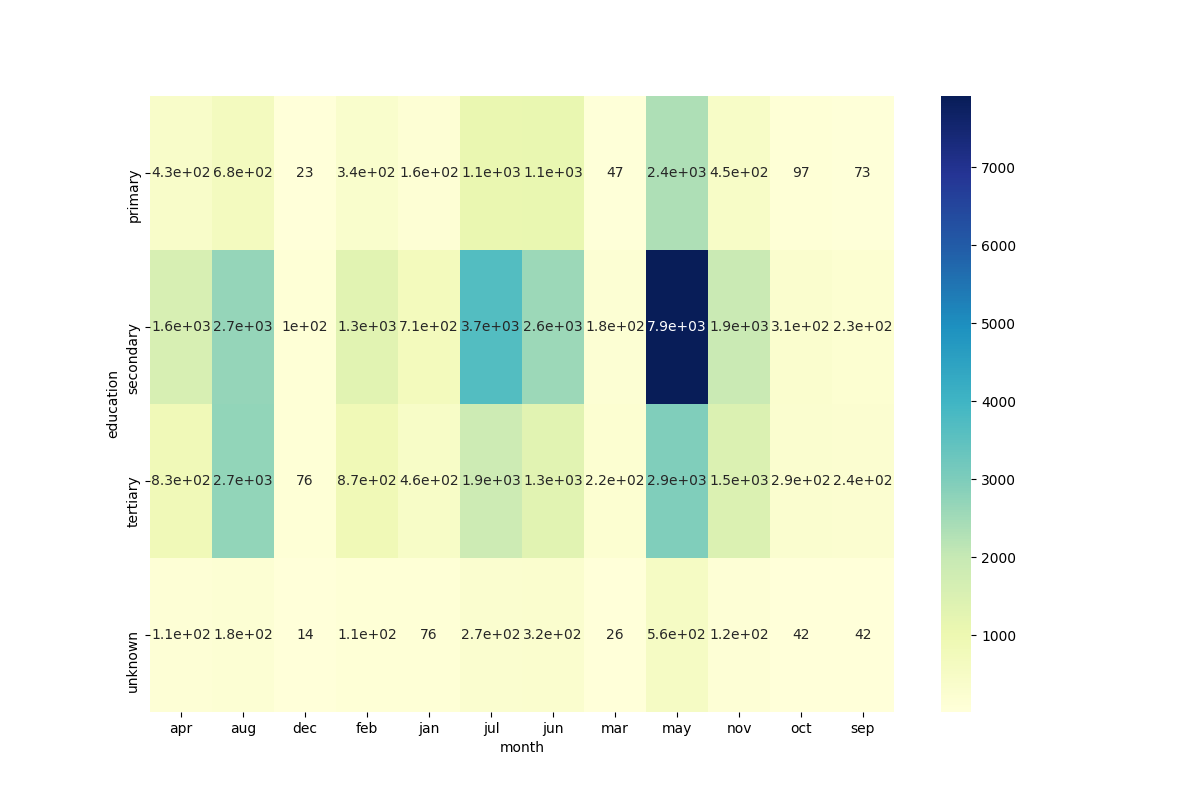 primary 4.3e+02 6.8e+02 23 3.4e+02 1.6e+02 1.1e+03 1.1e+03 47 2.4e+03 4.5e+02 97 73
secondary 1.6e+03 2.7e+03 1e+02 1.3e+03 7.1e+02 3.7e+03 2.6e+03 1.8e+02 7.9e+03 1.9e+03 3.1e+02 2.3e+02
tertiary 8.3e+02 2.7e+03 76 8.7e+02 4.6e+02 1.9e+03 1.3e+03 2.2e+02 2.9e+03 1.5e+03 2.9e+02 2.4e+02
unknown 1.1e+02 1.8e+02 14 1.1e+02 76 2.7e+02 3.2e+02 26 5.6e+02 1.2e+02 42 42
education
apr aug dec feb jan jul jun mar may nov oct sep
month
7000
6000
5000
4000
3000
2000
1000